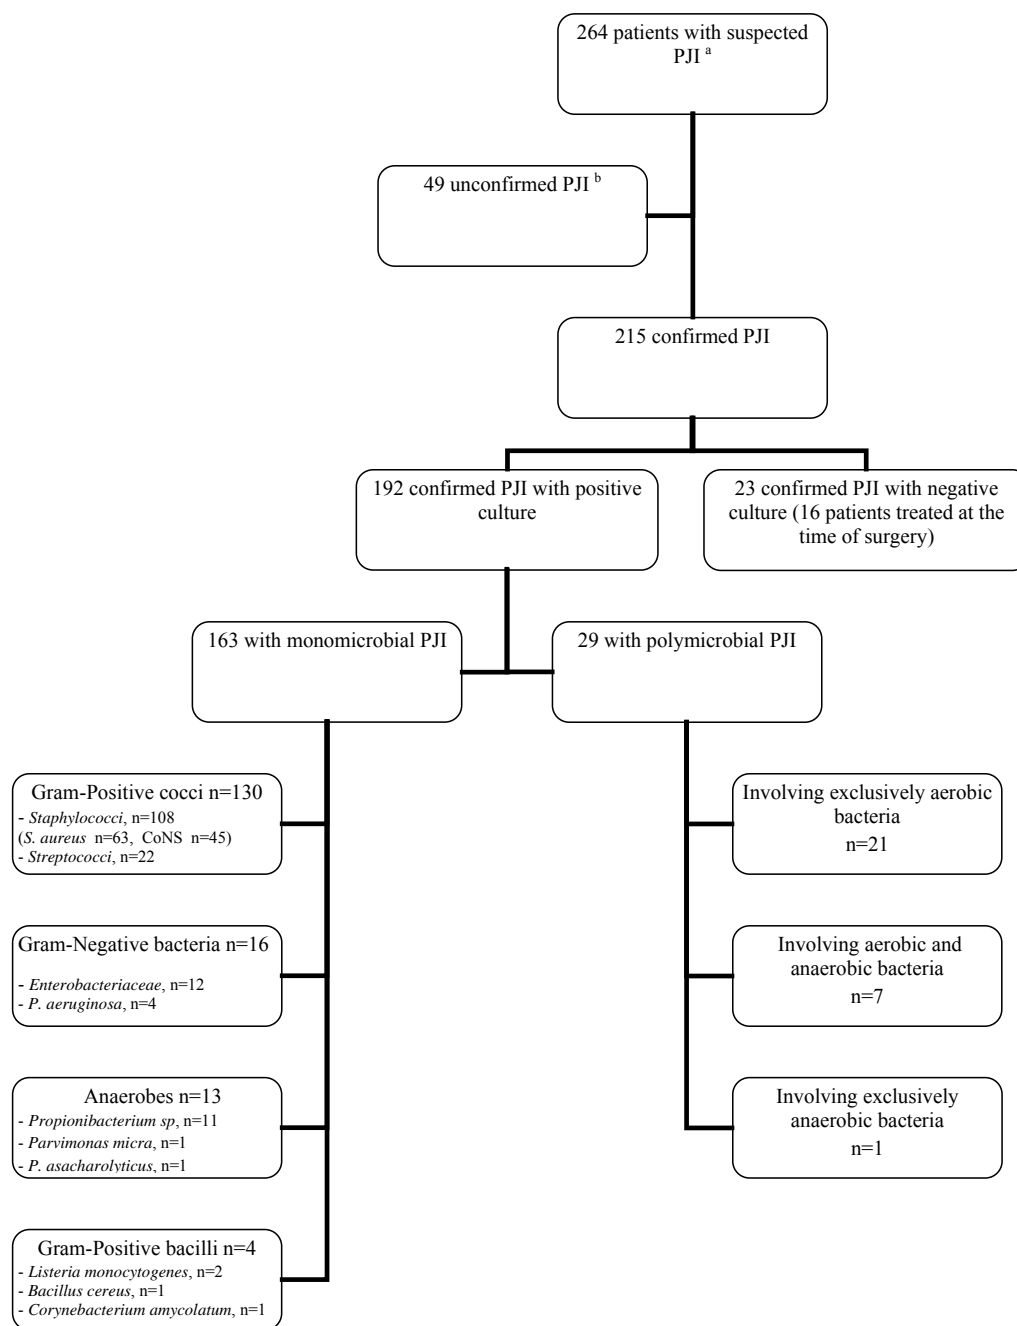 264 patients with suspected
PJI a
49 unconfirmed PJI b
215 confirmed PJI
192 confirmed PJI with positive
culture
23 confirmed PJI with negative
culture (16 patients treated at the
time of surgery)
163 with monomicrobial PJI
29 with polymicrobial PJI
Gram-Positive cocci n=130
- Staphylococci, n=108
(S. aureus n=63, CoNS n=45)
- Streptococci, n=22
Involving exclusively aerobic
bacteria
n=21
Gram-Negative bacteria n=16
- Enterobacteriaceae, n=12
- P. aeruginosa, n=4
Involving aerobic and
anaerobic bacteria
n=7
Anaerobes n=13
- Propionibacterium sp, n=11
- Parvimonas micra, n=1
- P. asacharolyticus, n=1
Involving exclusively
anaerobic bacteria
n=1
Gram-Positive bacilli n=4
- Listeria monocytogenes, n=2
- Bacillus cereus, n=1
- Corynebacterium amycolatum, n=1